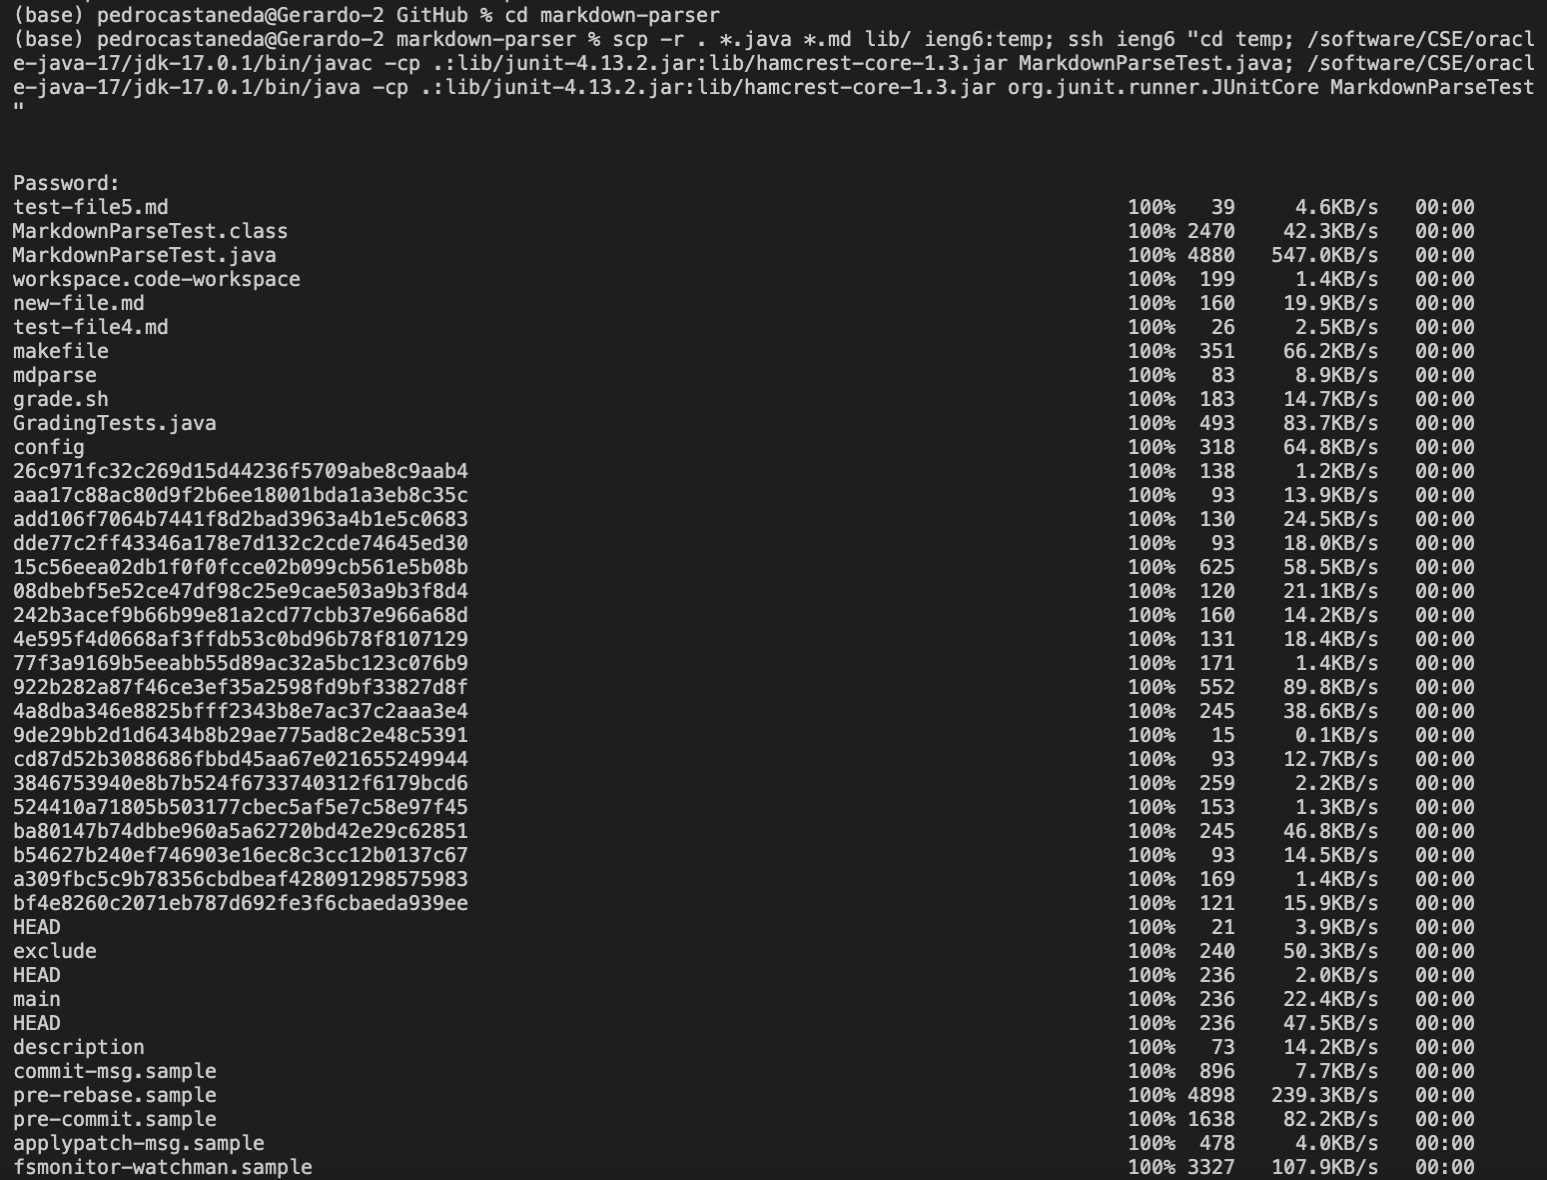 (base) pedrocastaneda@Gerardo-2 GitHub % cd markdown-parser
(base) pedrocastaneda@Gerardo-2 markdown-parser % scp -r . *.java *.md lib/ ieng6:temp; ssh ieng6 "cd temp; /software/CSE/oracl
e-java-17/jdk-17.0.1/bin/javac -cp .:lib/junit-4.13.2.jar:lib/hamcrest-core-1.3.jar MarkdownParseTest.java; /software/CSE/oracl
e-java-17/jdk-17.0.1/bin/java -cp .:lib/junit-4.13.2.jar:lib/hamcrest-core-1.3.jar org.junit.runner.JUnitCore MarkdownParseTest
"
Password:
test-file5.md 100% 39 4.6KB/s 00:00
MarkdownParseTest.class 100% 2470 42.3KB/s 00:00
MarkdownParseTest.java 100% 4880 547.0KB/s 00:00
workspace.code-workspace 100% 199 1.4KB/s 00:00
new-file.md 100% 160 19.9KB/s 00:00
test-file4.md 100% 26 2.5KB/s 00:00
makefile 100% 351 66.2KB/s 00:00
mdparse 100% 83 8.9KB/s 00:00
grade.sh 100% 183 14.7KB/s 00:00
GradingTests.java 100% 493 83.7KB/s 00:00
config 100% 318 64.8KB/s 00:00
26c971fc32c269d15d44236f5709abe8c9aab4 100% 138 1.2KB/s 00:00
aaa17c88ac80d9f2b6ee18001bda1a3eb8c35c 100% 93 13.9KB/s 00:00
add106f7064b7441f8d2bad3963a4b1e5c0683 100% 130 24.5KB/s 00:00
dde77c2ff43346a178e7d132c2cde74645ed30 100% 93 18.0KB/s 00:00
15c56eea02db1f0f0fcce02b099cb561e5b08b 100% 625 58.5KB/s 00:00
08dbebf5e52ce47df98c25e9cae503a9b3f8d4 100% 120 21.1KB/s 00:00
242b3acef9b66b99e81a2cd77cbb37e966a68d 100% 160 14.2KB/s 00:00
4e595f4d0668af3ffdb53c0bd96b78f8107129 100% 131 18.4KB/s 00:00
77f3a9169b5eeabb55d89ac32a5bc123c076b9 100% 171 1.4KB/s 00:00
922b282a87f46ce3ef35a2598fd9bf33827d8f 100% 552 89.8KB/s 00:00
4a8dba346e8825bfff2343b8e7ac37c2aaa3e4 100% 245 38.6KB/s 00:00
9de29bb2d1d6434b8b29ae775ad8c2e48c5391 100% 15 0.1KB/s 00:00
cd87d52b3088686fbbd45aa67e021655249944 100% 93 12.7KB/s 00:00
3846753940e8b7b524f6733740312f6179bcd6 100% 259 2.2KB/s 00:00
524410a71805b503177cbec5af5e7c58e97f45 100% 153 1.3KB/s 00:00
ba80147b74dbbe960a5a62720bd42e29c62851 100% 245 46.8KB/s 00:00
b54627b240ef746903e16ec8c3cc12b0137c67 100% 93 14.5KB/s 00:00
a309fbc5c9b78356cbdbeaf428091298575983 100% 169 1.4KB/s 00:00
bf4e8260c2071eb787d692fe3f6cbaeda939ee 100% 121 15.9KB/s 00:00
HEAD 100% 21 3.9KB/s 00:00
exclude 100% 240 50.3KB/s 00:00
HEAD 100% 236 2.0KB/s 00:00
main 100% 236 22.4KB/s 00:00
HEAD 100% 236 47.5KB/s 00:00
description 100% 73 14.2KB/s 00:00
commit-msg.sample 100% 896 7.7KB/s 00:00
pre-rebase.sample 100% 4898 239.3KB/s 00:00
pre-commit.sample 100% 1638 82.2KB/s 00:00
applypatch-msg.sample 100% 478 4.0KB/s 00:00
fsmonitor-watchman.sample 100% 3327 107.9KB/s 00:00